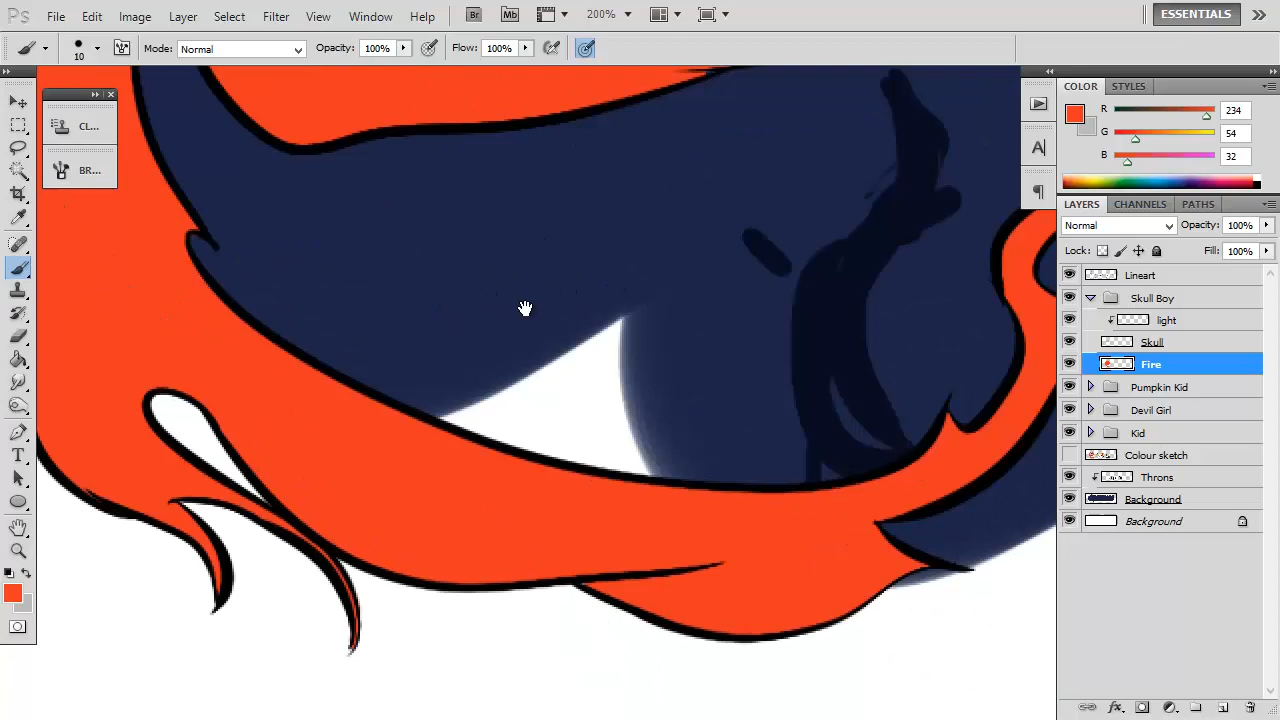 Ps File Edit Image Layer Select Filter View Window Help Br Mb 200% ESSENTIALS
10 Mode: Normal Opacity: 100% Flow: 100%
CL...
BR...
COLOR STYLES
R 234
G 54
B 32
A
LAYERS CHANNELS PATHS
Normal Opacity: 100%
Lock: Fill: 100%
Lineart
Skull Boy
light
Skull
Fire
Pumpkin Kid
Devil Girl
Kid
Colour sketch
Throns
Background
Background
T
fx